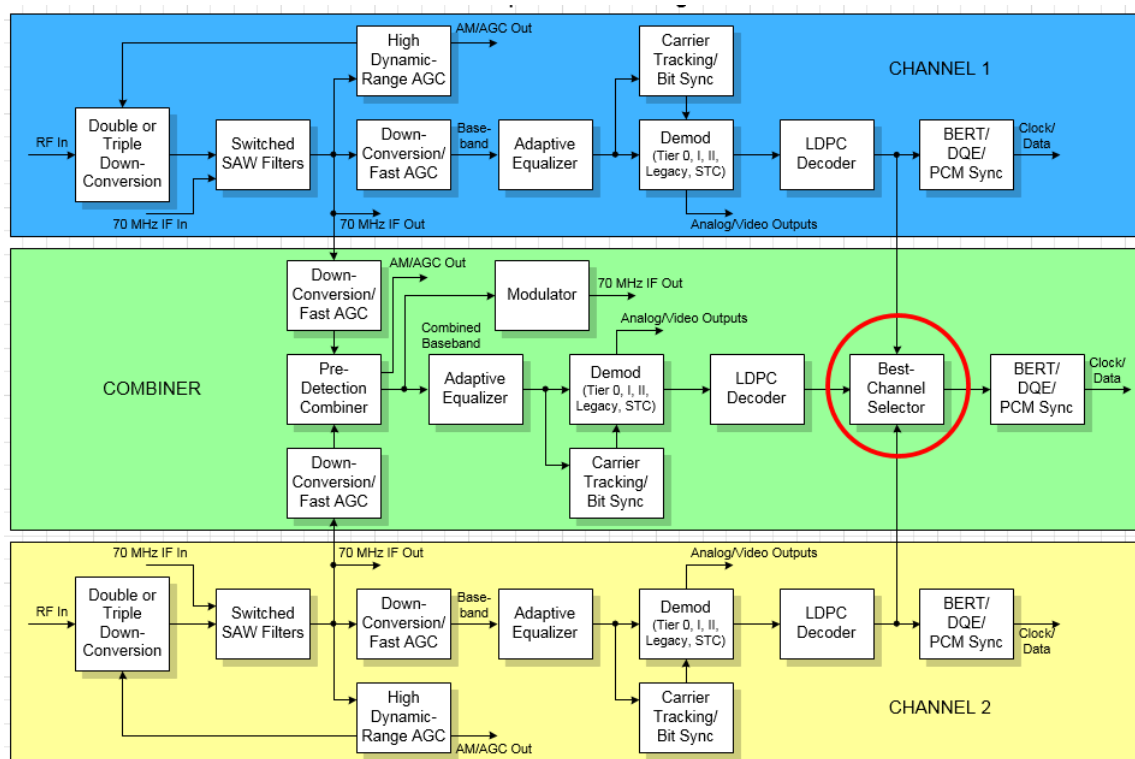 High
Dynamic-
Range AGC
AM/AGC Out
Carrier
Tracking/
Bit Sync
CHANNEL 1
RF In
Double or
Triple
Down-
Conversion
Switched
SAW Filters
Down-
Conversion/
Fast AGC
Base-
band
Adaptive
Equalizer
Demod
(Tier 0, I, II,
Legacy, STC)
LDPC
Decoder
BERT/
DQE/
PCM Sync
Clock/
Data
70 MHz IF In
70 MHz IF Out
Analog/Video Outputs
COMBINER
Down-
Conversion/
Fast AGC
AM/AGC Out
Modulator
70 MHz IF Out
Pre-
Detection
Combiner
Combined
Baseband
Adaptive
Equalizer
Analog/Video Outputs
Demod
(Tier 0, I, II,
Legacy, STC)
LDPC
Decoder
Best-
Channel
Selector
BERT/
DQE/
PCM Sync
Clock/
Data
Down-
Conversion/
Fast AGC
Carrier
Tracking/
Bit Sync
70 MHz IF In
70 MHz IF Out
Analog/Video Outputs
RF In
Double or
Triple
Down-
Conversion
Switched
SAW Filters
Down-
Conversion/
Fast AGC
Base-
band
Adaptive
Equalizer
Demod
(Tier 0, I, II,
Legacy, STC)
LDPC
Decoder
BERT/
DQE/
PCM Sync
Clock/
Data
High
Dynamic-
Range AGC
AM/AGC Out
Carrier
Tracking/
Bit Sync
CHANNEL 2